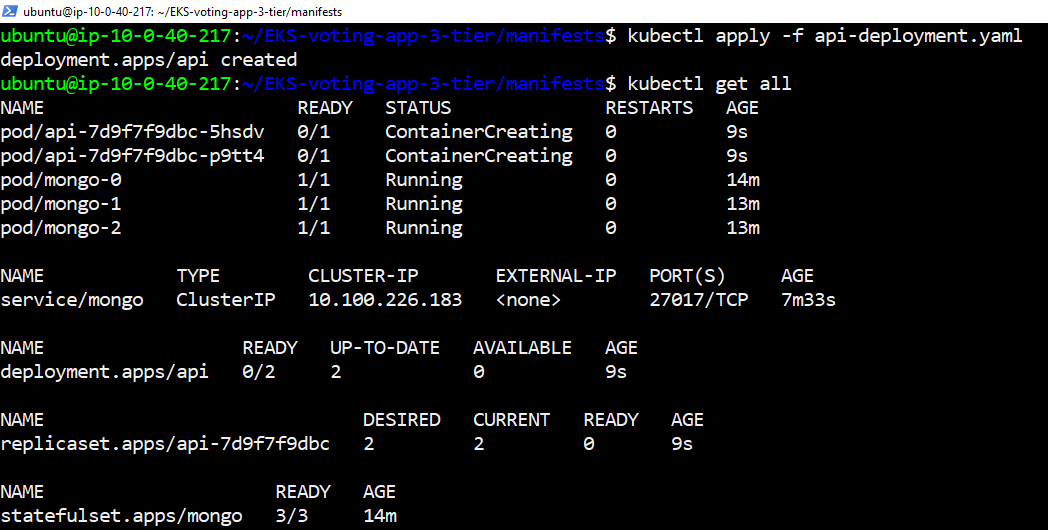 ubuntu@ip-10-0-40-217: ~/EKS-voting-app-3-tier/manifests
ubuntu@ip-10-0-40-217:~/EKS-voting-app-3-tier/manifests$ kubectl apply -f api-deployment.yaml
deployment.apps/api created
ubuntu@ip-10-0-40-217:~/EKS-voting-app-3-tier/manifests$ kubectl get all
NAME READY STATUS RESTARTS AGE
pod/api-7d9f7f9dbc-5hsdv 0/1 ContainerCreating 0 9s
pod/api-7d9f7f9dbc-p9tt4 0/1 ContainerCreating 0 9s
pod/mongo-0 1/1 Running 0 14m
pod/mongo-1 1/1 Running 0 13m
pod/mongo-2 1/1 Running 0 13m
NAME TYPE CLUSTER-IP EXTERNAL-IP PORT(S) AGE
service/mongo ClusterIP 10.100.226.183 <none> 27017/TCP 7m33s
NAME READY UP-TO-DATE AVAILABLE AGE
deployment.apps/api 0/2 2 0 9s
NAME DESIRED CURRENT READY AGE
replicaset.apps/api-7d9f7f9dbc 2 2 0 9s
NAME READY AGE
statefulset.apps/mongo 3/3 14m